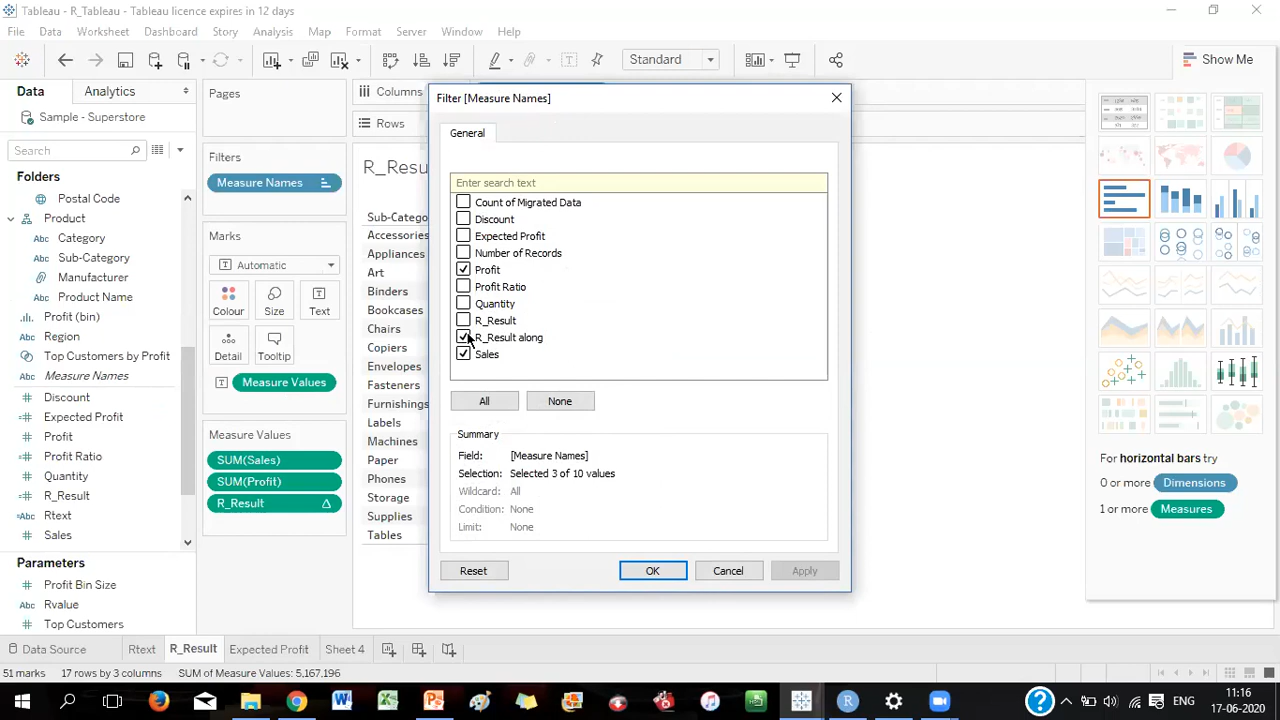 Tableau - R_Tableau - Tableau licence expires in 12 days
File Data Worksheet Dashboard Story Analysis Map Format Server Window Help
Standard
Show Me
Data Analytics
Sample - Superstore
Search
Folders
Postal Code
Product
Abc Category
Abc Sub-Category
Manufacturer
Abc Product Name
Profit (bin)
Abc Region
Top Customers by Profit
Abc Measure Names
Discount
Expected Profit
Profit
Profit Ratio
Quantity
R_Result
Abc Rtext
Sales
Parameters
Profit Bin Size
Abc Rvalue
Top Customers
Pages
Filters
Measure Names
Marks
Automatic
Colour Size Text
Detail Tooltip
Measure Values
Measure Values
SUM(Sales)
SUM(Profit)
R_Result
Columns
Rows
R_Resu
Sub-Catego
Accessories
Appliances
Art
Binders
Bookcases
Chairs
Copiers
Envelopes
Fasteners
Furnishings
Labels
Machines
Paper
Phones
Storage
Supplies
Tables
Filter [Measure Names]
General
Enter search text
Count of Migrated Data
Discount
Expected Profit
Number of Records
Profit
Profit Ratio
Quantity
R_Result
R_Result along
Sales
All None
Summary
Field: [Measure Names]
Selection: Selected 3 of 10 values
Wildcard: All
Condition: None
Limit: None
Reset OK Cancel Apply
For horizontal bars try
0 or more Dimensions
1 or more Measures
Data Source Rtext R_Result Expected Profit Sheet 4
51 marks 17 rows by 3 columns SUM of Measure Values: 5,167,196
ENG
11:16
17-06-2020